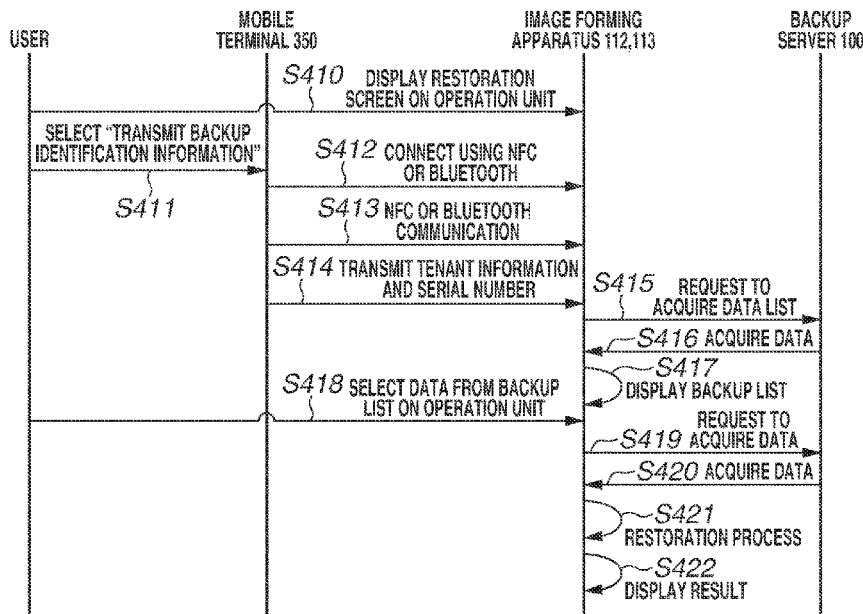 USER
MOBILE
TERMINAL 350
IMAGE FORMING
APPARATUS 112,113
BACKUP
SERVER 100
S410 DISPLAY RESTORATION
SCREEN ON OPERATION UNIT
SELECT "TRANSMIT BACKUP
IDENTIFICATION INFORMATION"
S411
S412 CONNECT USING NFC
OR BLUETOOTH
S413 NFC OR BLUETOOTH
COMMUNICATION
S414 TRANSMIT TENANT INFORMATION
AND SERIAL NUMBER
S415 REQUEST TO
ACQUIRE DATA LIST
S416 ACQUIRE DATA
S417
DISPLAY BACKUP LIST
S418 SELECT DATA FROM BACKUP
LIST ON OPERATION UNIT
REQUEST TO
S419 ACQUIRE DATA
S420 ACQUIRE DATA
S421
RESTORATION PROCESS
S422
DISPLAY RESULT